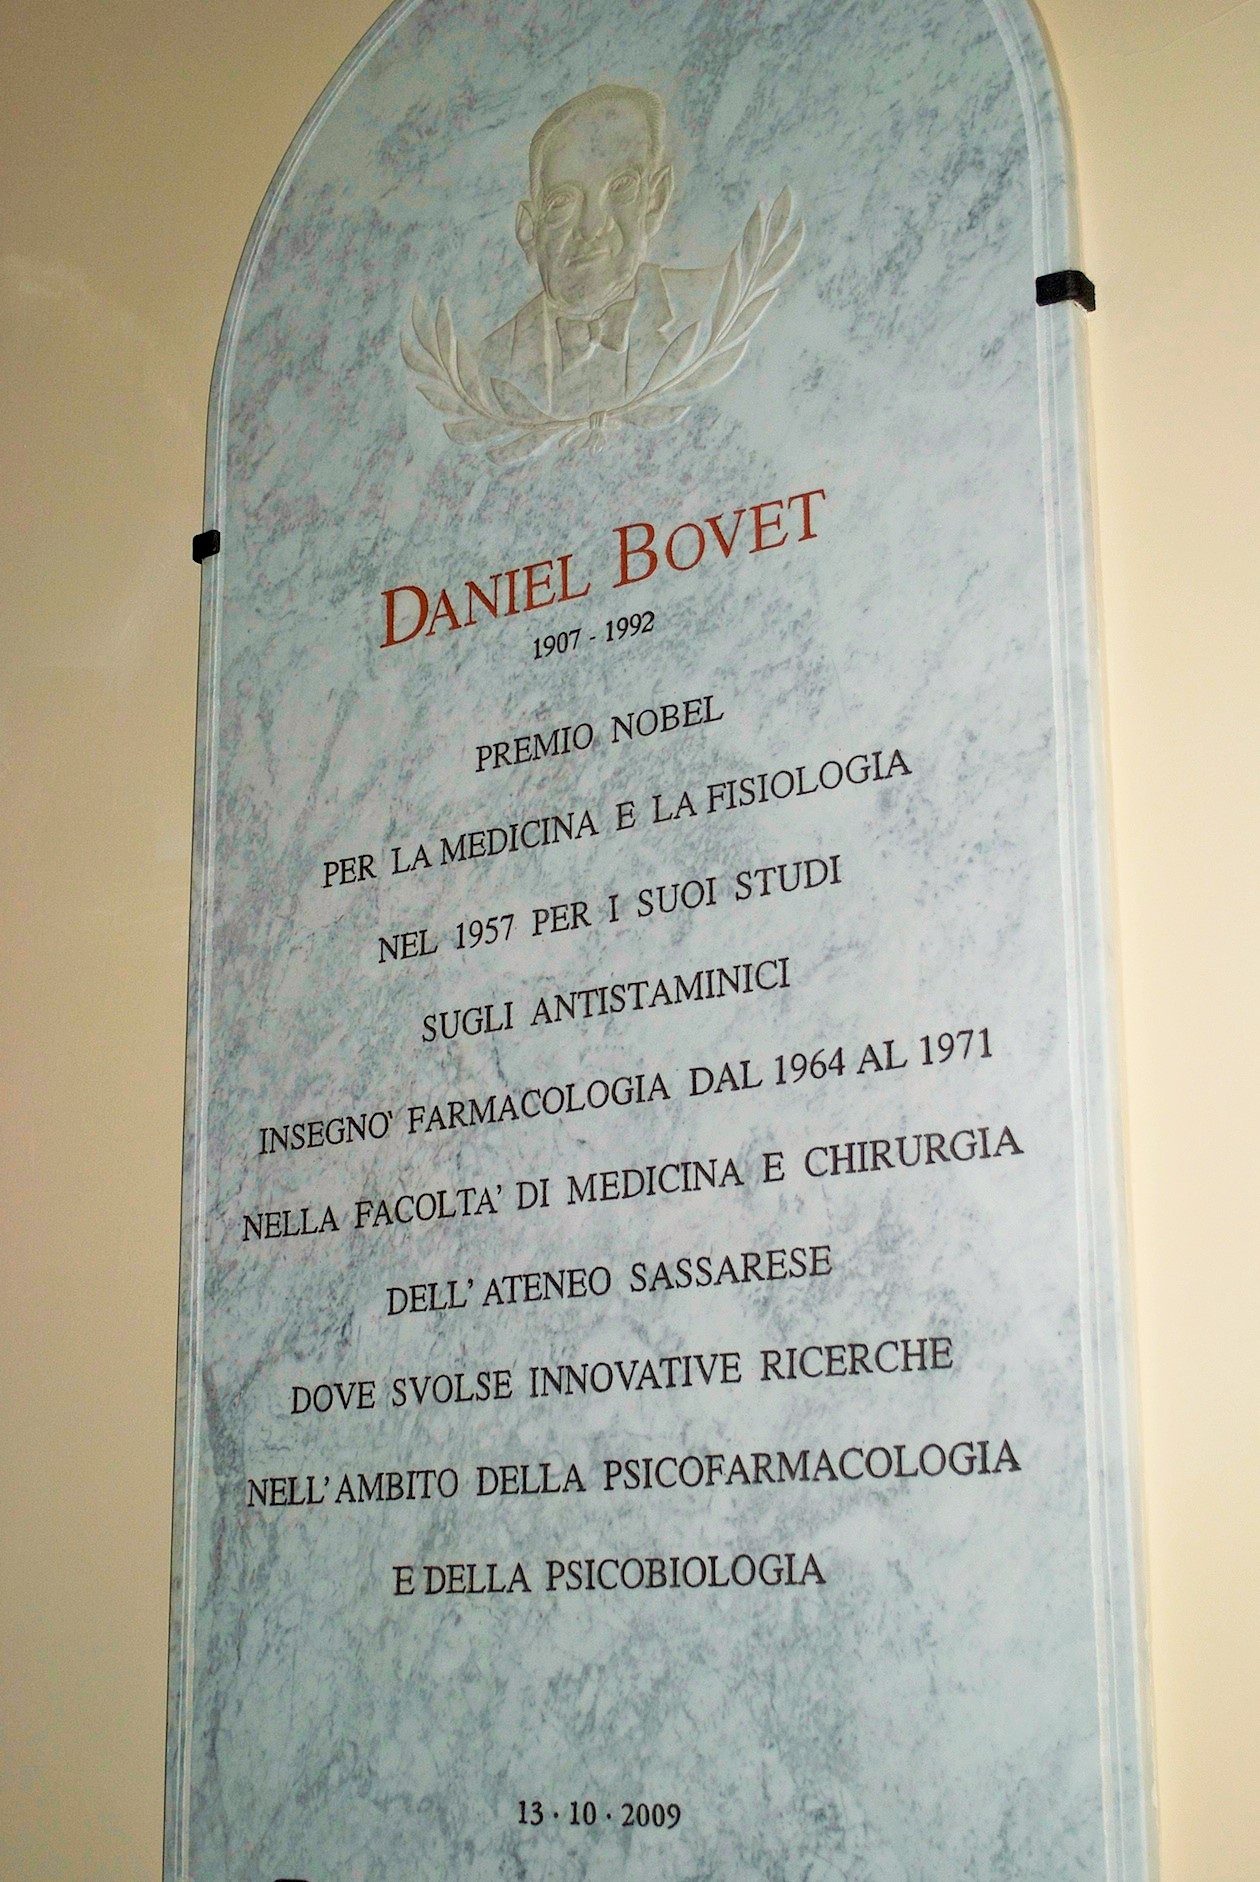 DANIEL BOVET
1907 - 1992
PREMIO NOBEL
PER LA MEDICINA E LA FISIOLOGIA
NEL 1957 PER I SUOI STUDI
SUGLI ANTISTAMINICI
INSEGNO' FARMACOLOGIA DAL 1964 AL 1971
NELLA FACOLTA' DI MEDICINA E CHIRURGIA
DELL' ATENEO SASSARESE
DOVE SVOLSE INNOVATIVE RICERCHE
NELL' AMBITO DELLA PSICOFARMACOLOGIA
E DELLA PSICOBIOLOGIA
13 · 10 · 2009